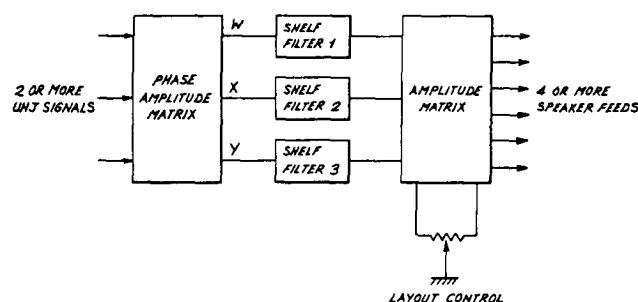 2 OR MORE
UHJ SIGNALS
PHASE
AMPLITUDE
MATRIX
W
X
Y
SHELF
FILTER 1
SHELF
FILTER 2
SHELF
FILTER 3
AMPLITUDE
MATRIX
4 OR MORE
SPEAKER FEEDS
LAYOUT CONTROL